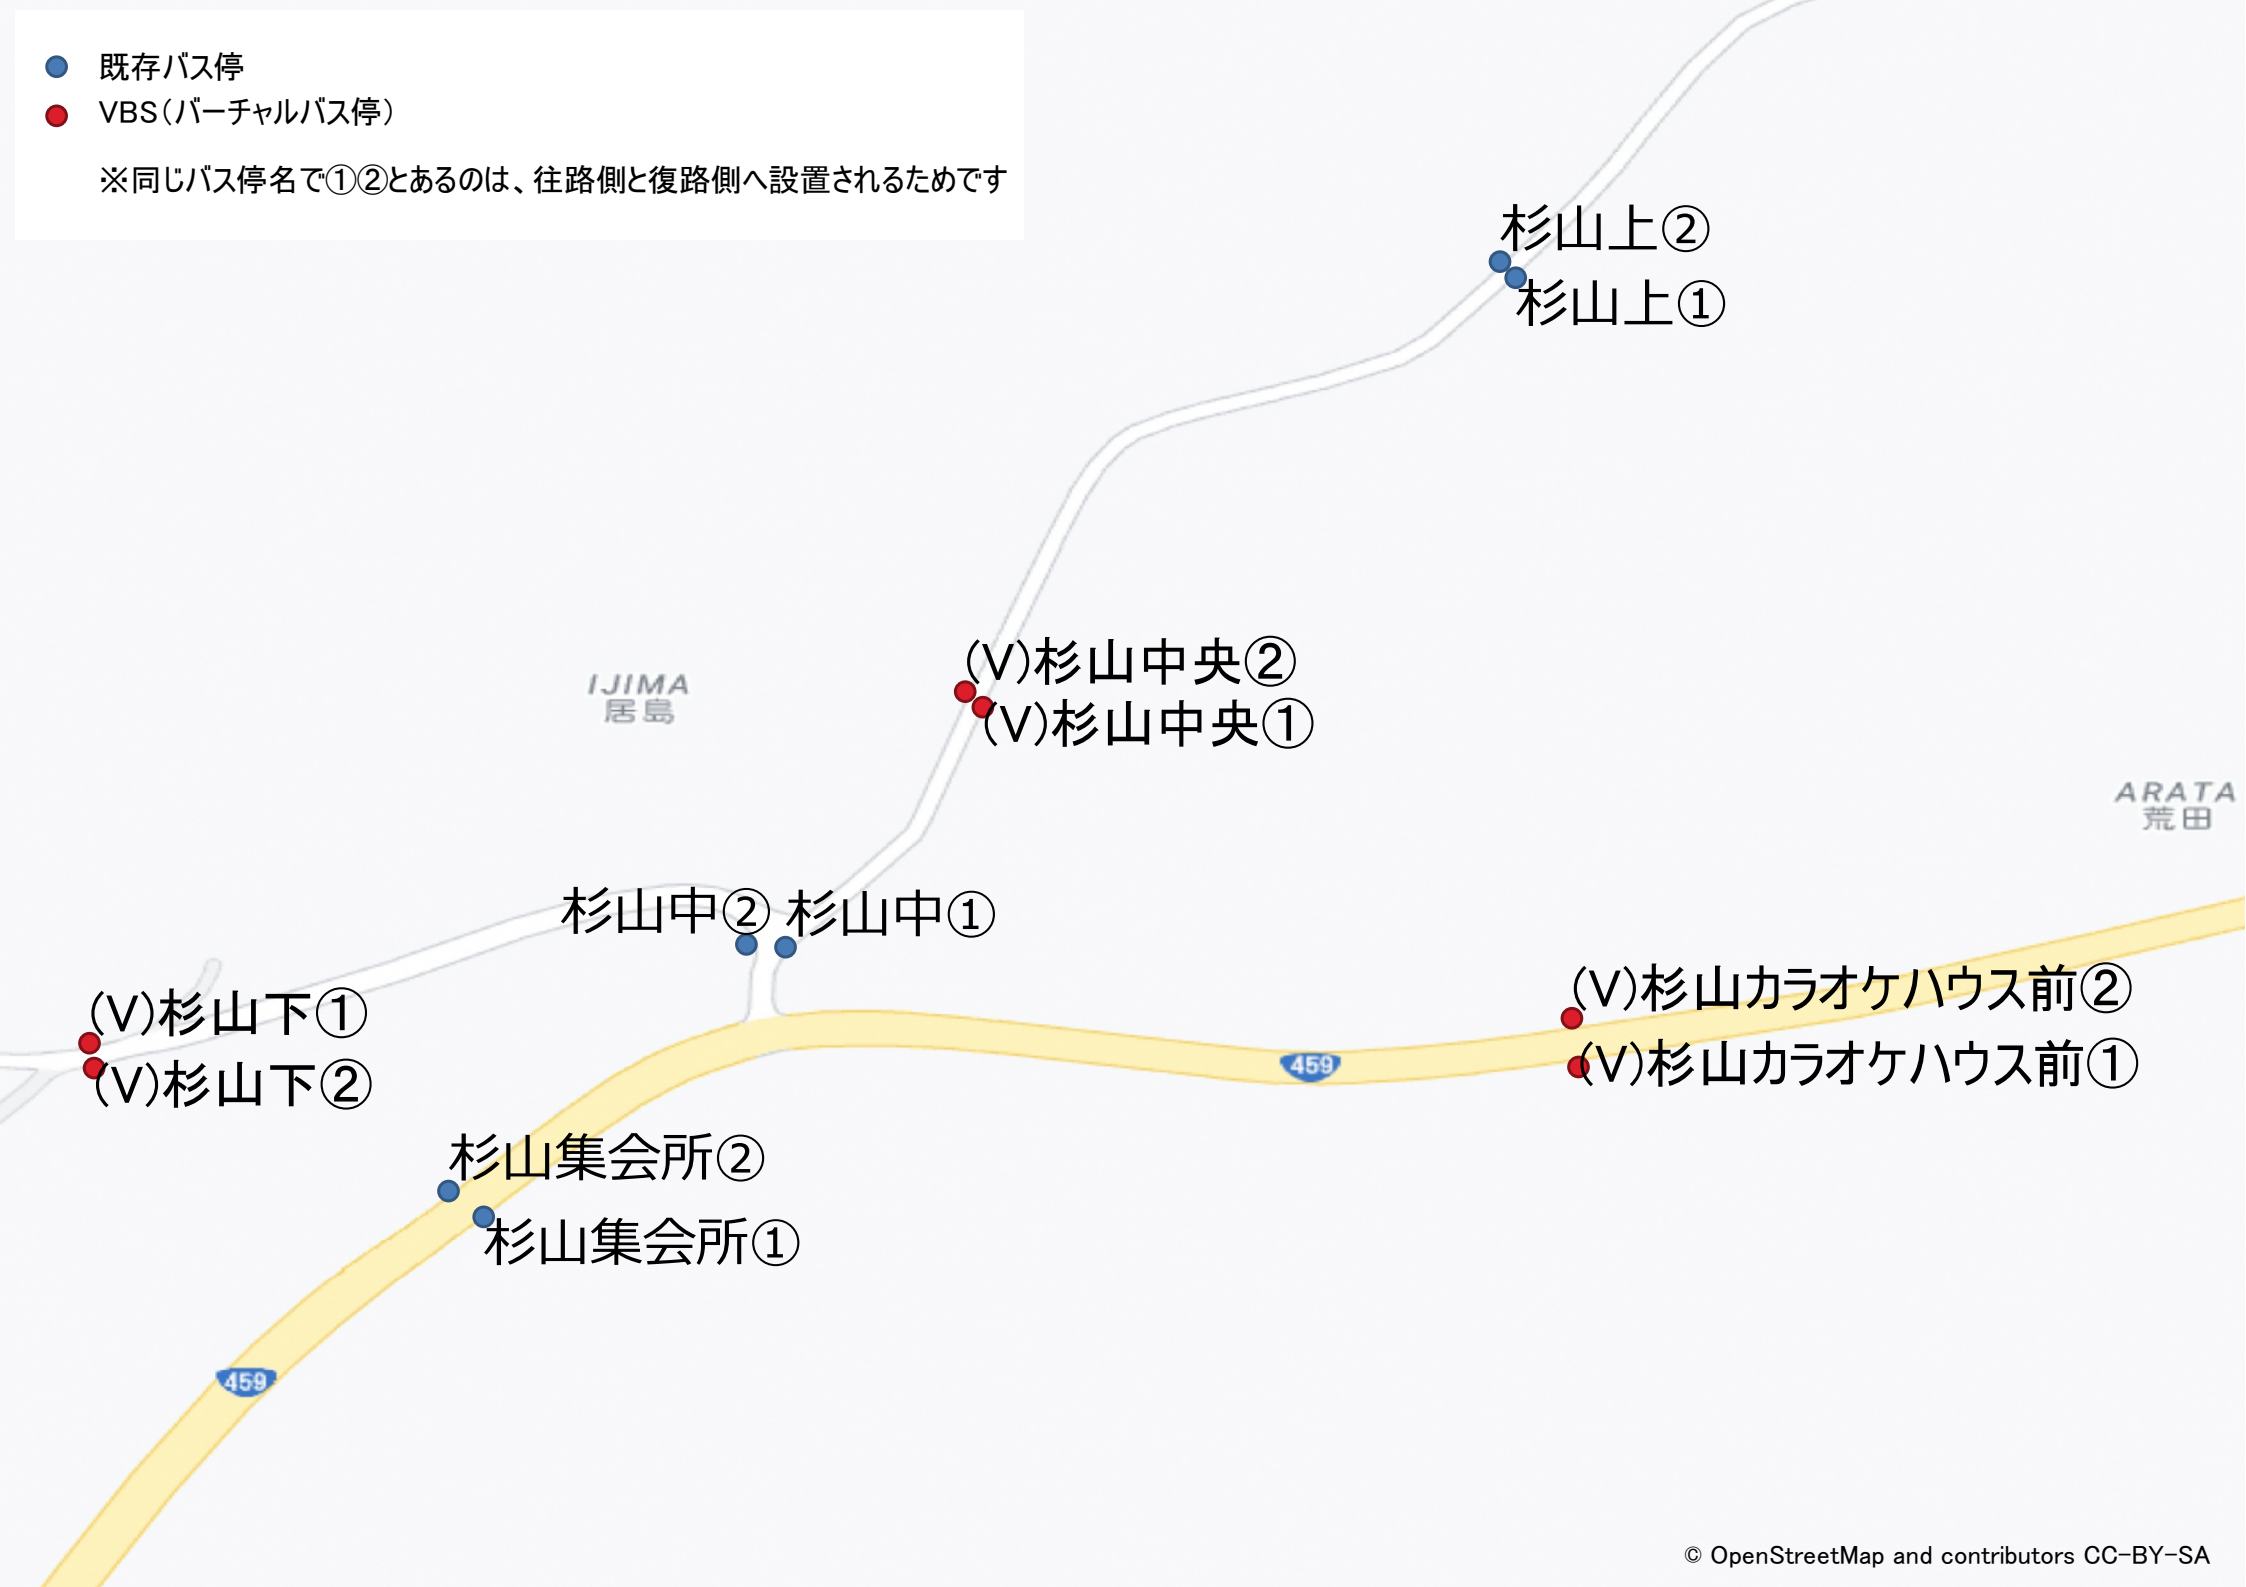 既存バス停
VBS（バーチャルバス停）
※同じバス停名で①②とあるのは、往路側と復路側へ設置されるためです
杉山上②
杉山上①
(V)杉山中央②
(V)杉山中央①
IJIMA
居島
ARATA
荒田
杉山中②
杉山中①
(V)杉山下①
(V)杉山下②
(V)杉山カラオケハウス前②
(V)杉山カラオケハウス前①
459
杉山集会所②
杉山集会所①
459
© OpenStreetMap and contributors CC-BY-SA